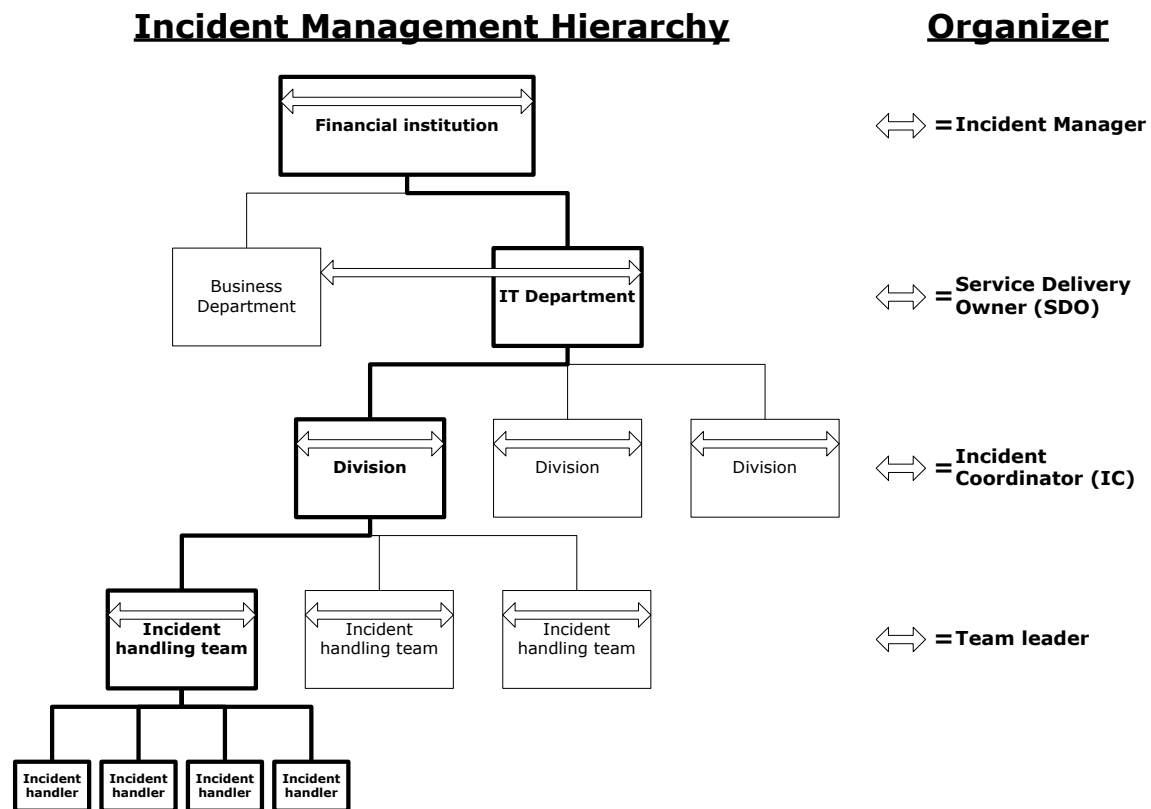 Incident Management Hierarchy
Organizer
Financial institution
= Incident Manager
Business
Department
IT Department
= Service Delivery
Owner (SDO)
Division
Division
Division
= Incident
Coordinator (IC)
Incident
handling team
Incident
handling team
Incident
handling team
= Team leader
Incident
handler
Incident
handler
Incident
handler
Incident
handler